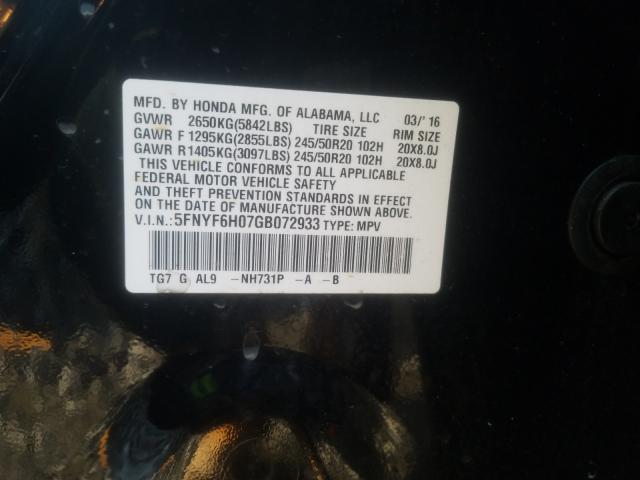 MFD. BY HONDA MFG. OF ALABAMA, LLC 03/'16
GVWR 2650KG(5842LBS) TIRE SIZE RIM SIZE
GAWR F 1295KG(2855LBS) 245/50R20 102H 20X8.0J
GAWR R1405KG(3097LBS) 245/50R20 102H 20X8.0J
THIS VEHICLE CONFORMS TO ALL APPLICABLE
FEDERAL MOTOR VEHICLE SAFETY
AND THEFT PREVENTION STANDARDS IN EFFECT
ON THE DATE OF MANUFACTURE SHOWN ABOVE.
V.I.N.:5FNYF6H07GB072933 TYPE: MPV
TG7 G AL9 -NH731P -A -B